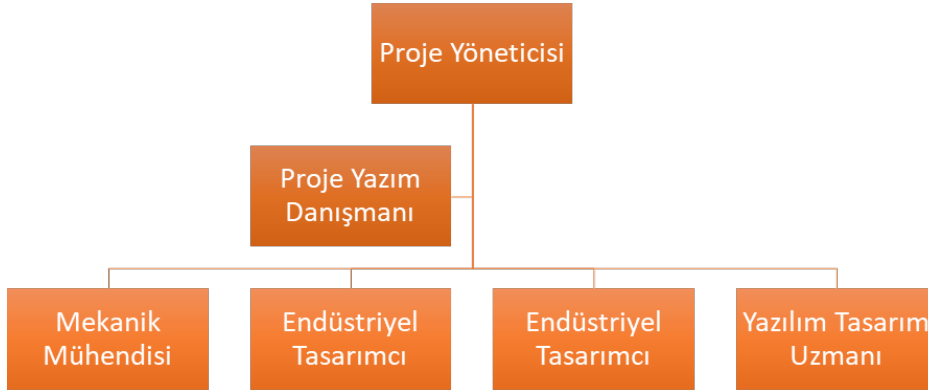 Proje Yöneticisi
Proje Yazım
Danışmanı
Mekanik
Mühendisi
Endüstriyel
Tasarımcı
Endüstriyel
Tasarımcı
Yazılım Tasarım
Uzmanı